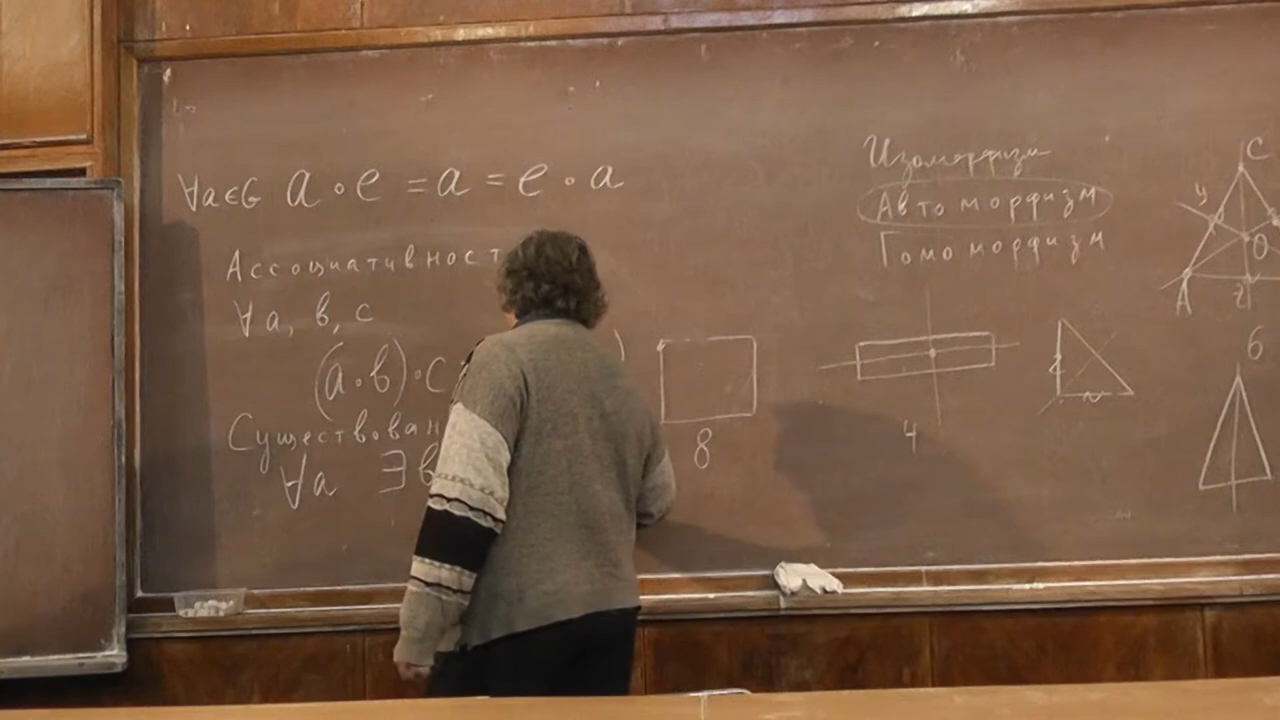 ∀a∈G a∘e = a = e∘a
Ассоциативност
∀a, в, c
(a∘в)∘c )
Существован
∀a ∃в
8
Изоморфизм
Автоморфизм
Гомоморфизм
4
C
y
O
A
z
6